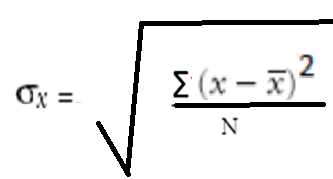 σx = √ Σ (x − x̅)²
N